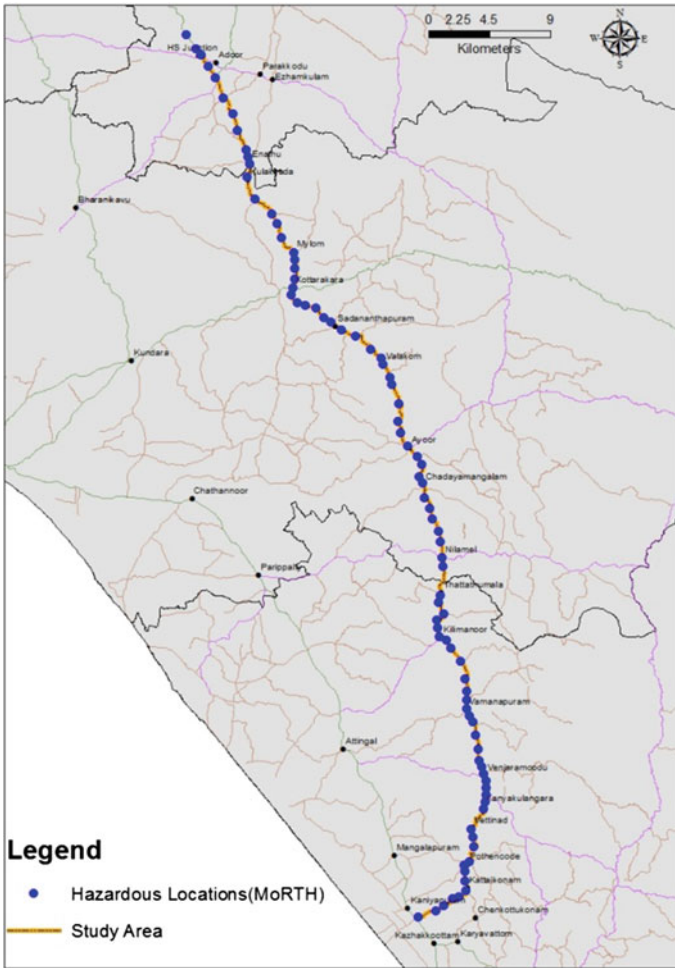 0 2.25 4.5 9
Kilometers
N
W E
S
HS Junction
Adoor
Parakkodu
Ezhamkulam
Enathu
Kulakkada
Bharanikavu
Mylom
Kottarakara
Sadananthapuram
Kundara
Valakom
Ayoor
Chadayamangalam
Chathannoor
Nilamel
Parippally
Thattathumala
Kilimanoor
Vamanapuram
Attingal
Venjaramoodu
Vettinad
Mangalapuram
Pothencode
Kattaikonam
Kaniyapuram
Chenkottukonam
Kazhakkoottam
Karyavattom
Legend
Hazardous Locations(MoRTH)
Study Area